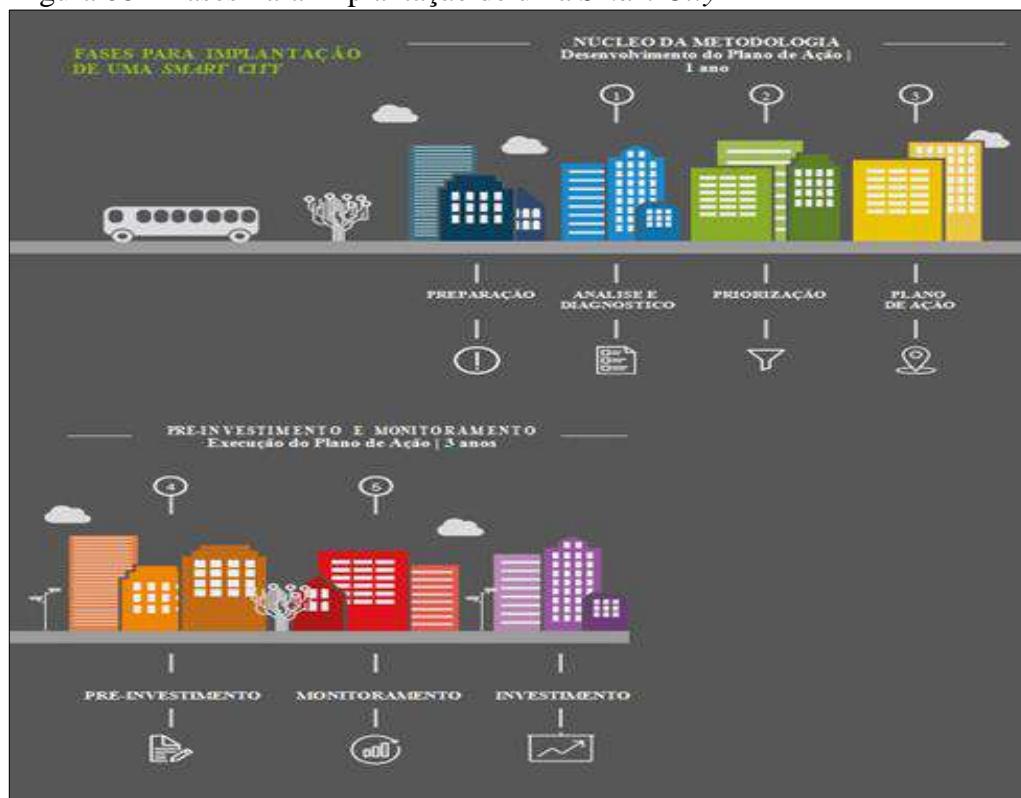 FASES PARA IMPLANTAÇÃO
DE UMA SMART CITY
NÚCLEO DA METODOLOGIA
Desenvolvimento do Plano de Ação |
1 ano
1
2
3
PREPARAÇÃO
ANALISE E
DIAGNOSTICO
PRIORIZAÇÃO
PLANO
DE AÇÃO
PRE-INVESTIMENTO E MONITORAMENTO
Execução do Plano de Ação | 3 anos
4
5
PRE-INVESTIMENTO
MONITORAMENTO
INVESTIMENTO